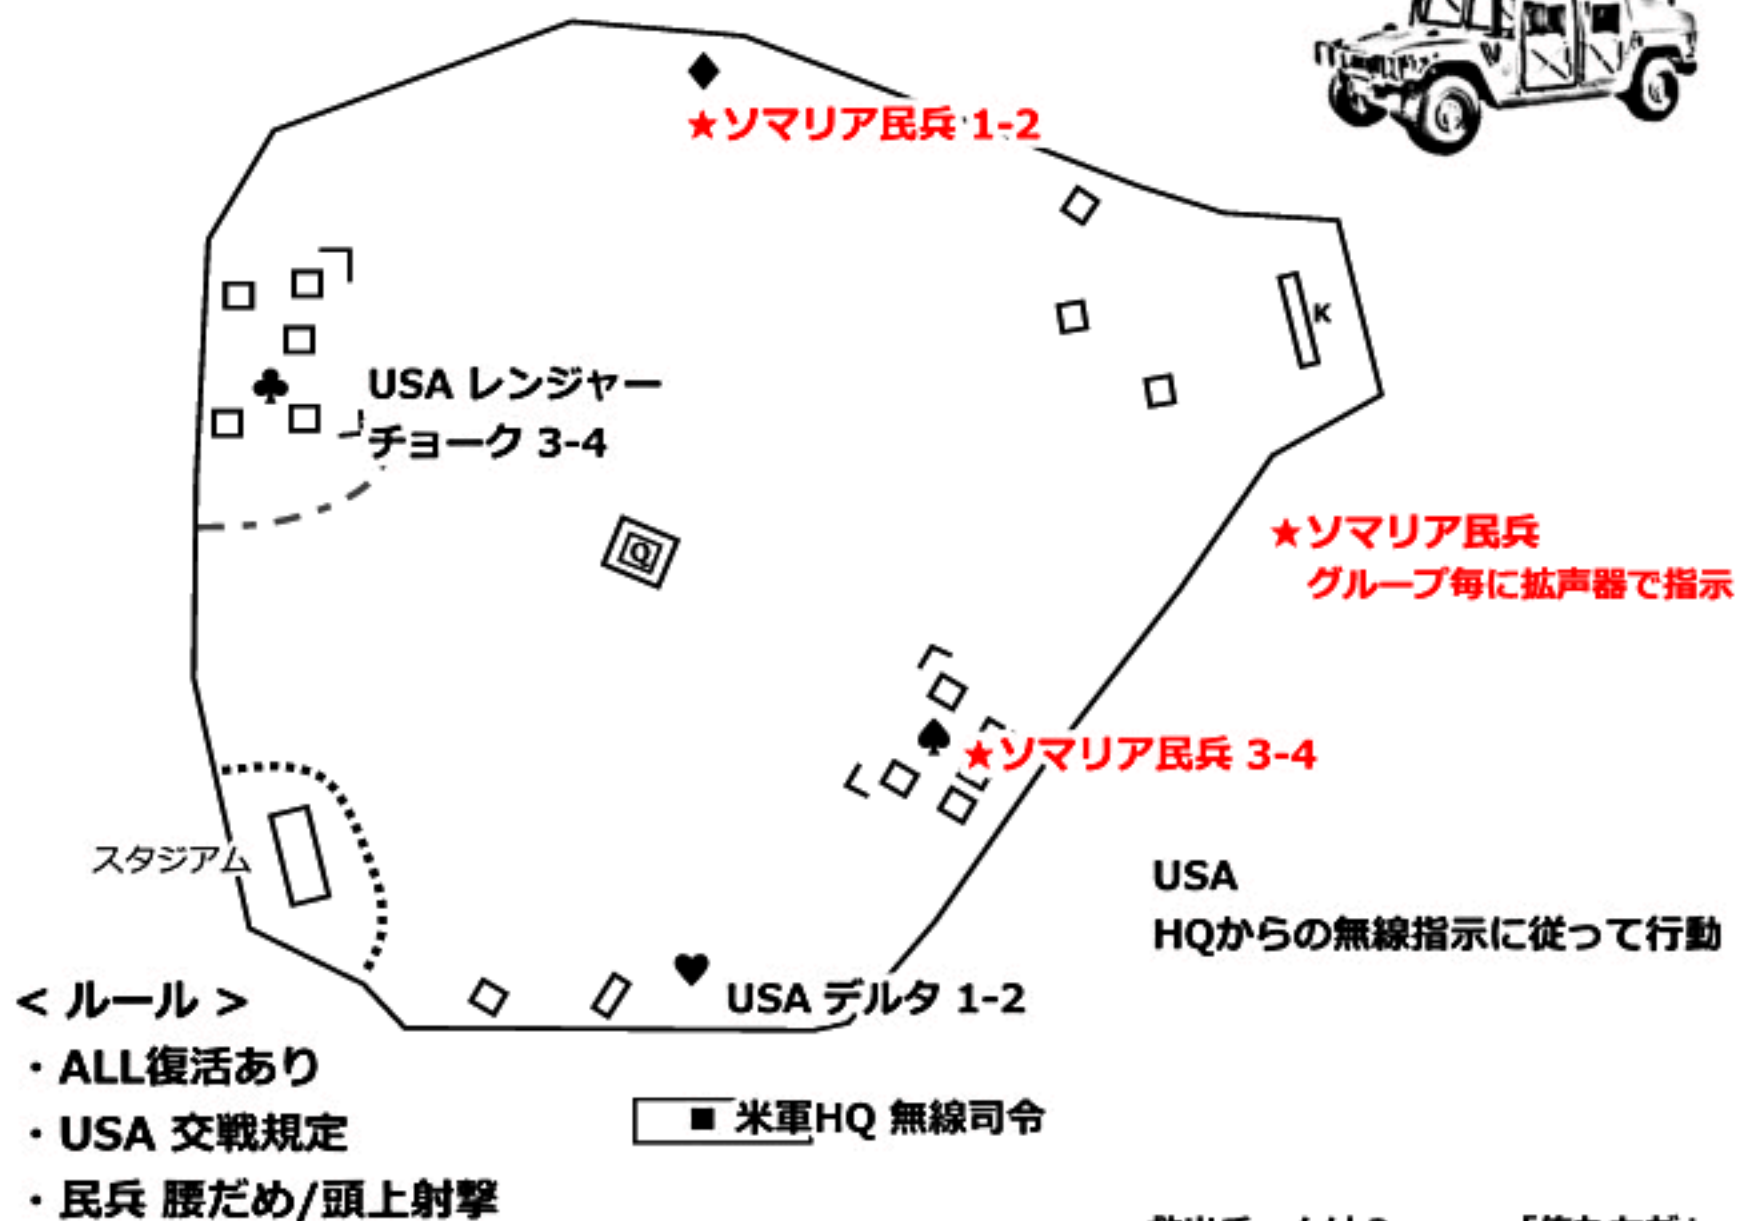 ★ソマリア民兵 1-2
K
USA レンジャー
チョーク 3-4
Q
★ソマリア民兵
グループ毎に拡声器で指示
★ソマリア民兵 3-4
スタジアム
USA
HQからの無線指示に従って行動
USA デルタ 1-2
< ルール >
・ALL復活あり
・USA 交戦規定
・民兵 腰だめ/頭上射撃
■ 米軍HQ 無線司令